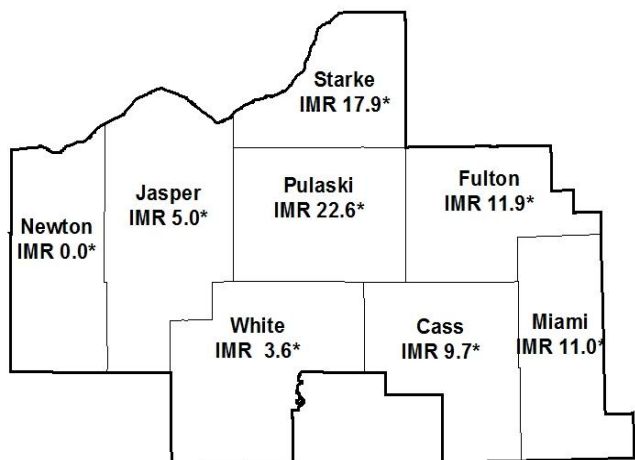 Starke
IMR 17.9*
Jasper
IMR 5.0*
Pulaski
IMR 22.6*
Fulton
IMR 11.9*
Newton
IMR 0.0*
White
IMR 3.6*
Cass
IMR 9.7*
Miami
IMR 11.0*